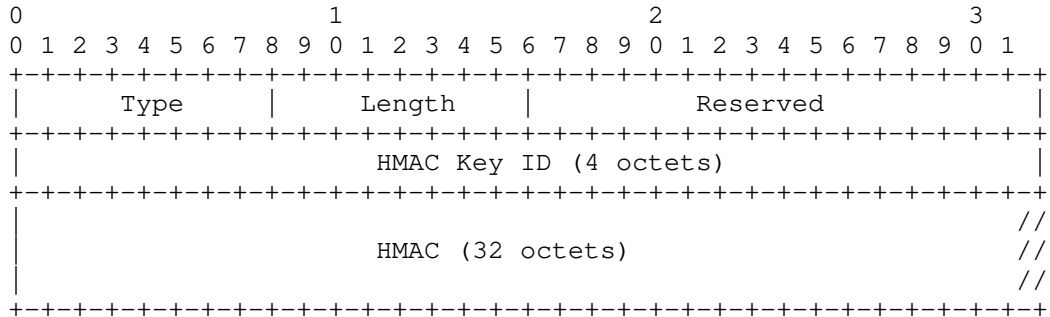 0                   1                   2                   3
0 1 2 3 4 5 6 7 8 9 0 1 2 3 4 5 6 7 8 9 0 1 2 3 4 5 6 7 8 9 0 1
+-+-+-+-+-+-+-+-+-+-+-+-+-+-+-+-+-+-+-+-+-+-+-+-+-+-+-+-+-+-+-+-+
|      Type     |     Length    |          Reserved             |
+-+-+-+-+-+-+-+-+-+-+-+-+-+-+-+-+-+-+-+-+-+-+-+-+-+-+-+-+-+-+-+-+
|                      HMAC Key ID (4 octets)                   |
+-+-+-+-+-+-+-+-+-+-+-+-+-+-+-+-+-+-+-+-+-+-+-+-+-+-+-+-+-+-+-+-+
|                                                              //
|                      HMAC (32 octets)                        //
|                                                              //
+-+-+-+-+-+-+-+-+-+-+-+-+-+-+-+-+-+-+-+-+-+-+-+-+-+-+-+-+-+-+-+-+